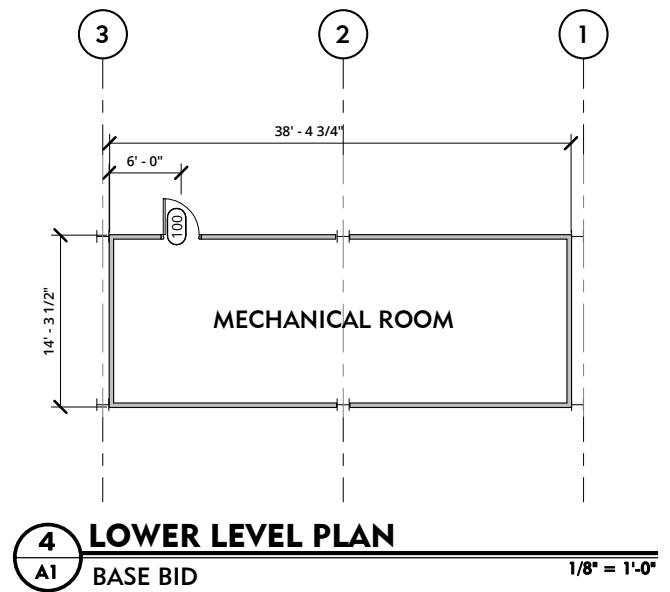 3 2 1
38' - 4 3/4"
6' - 0"
100
14' - 3 1/2"
MECHANICAL ROOM
4 LOWER LEVEL PLAN
A1 BASE BID 1/8" = 1'-0"